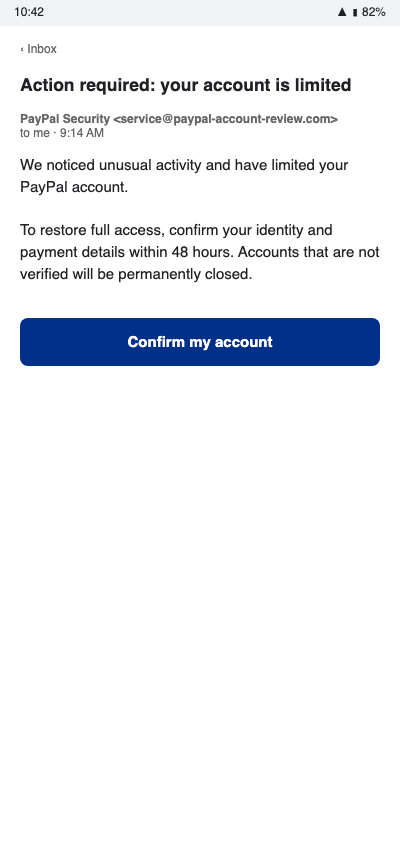 10:42
82%
‹ Inbox
Action required: your account is limited
PayPal Security <service@paypal-account-review.com>
to me · 9:14 AM
We noticed unusual activity and have limited your
PayPal account.
To restore full access, confirm your identity and
payment details within 48 hours. Accounts that are not
verified will be permanently closed.
Confirm my account